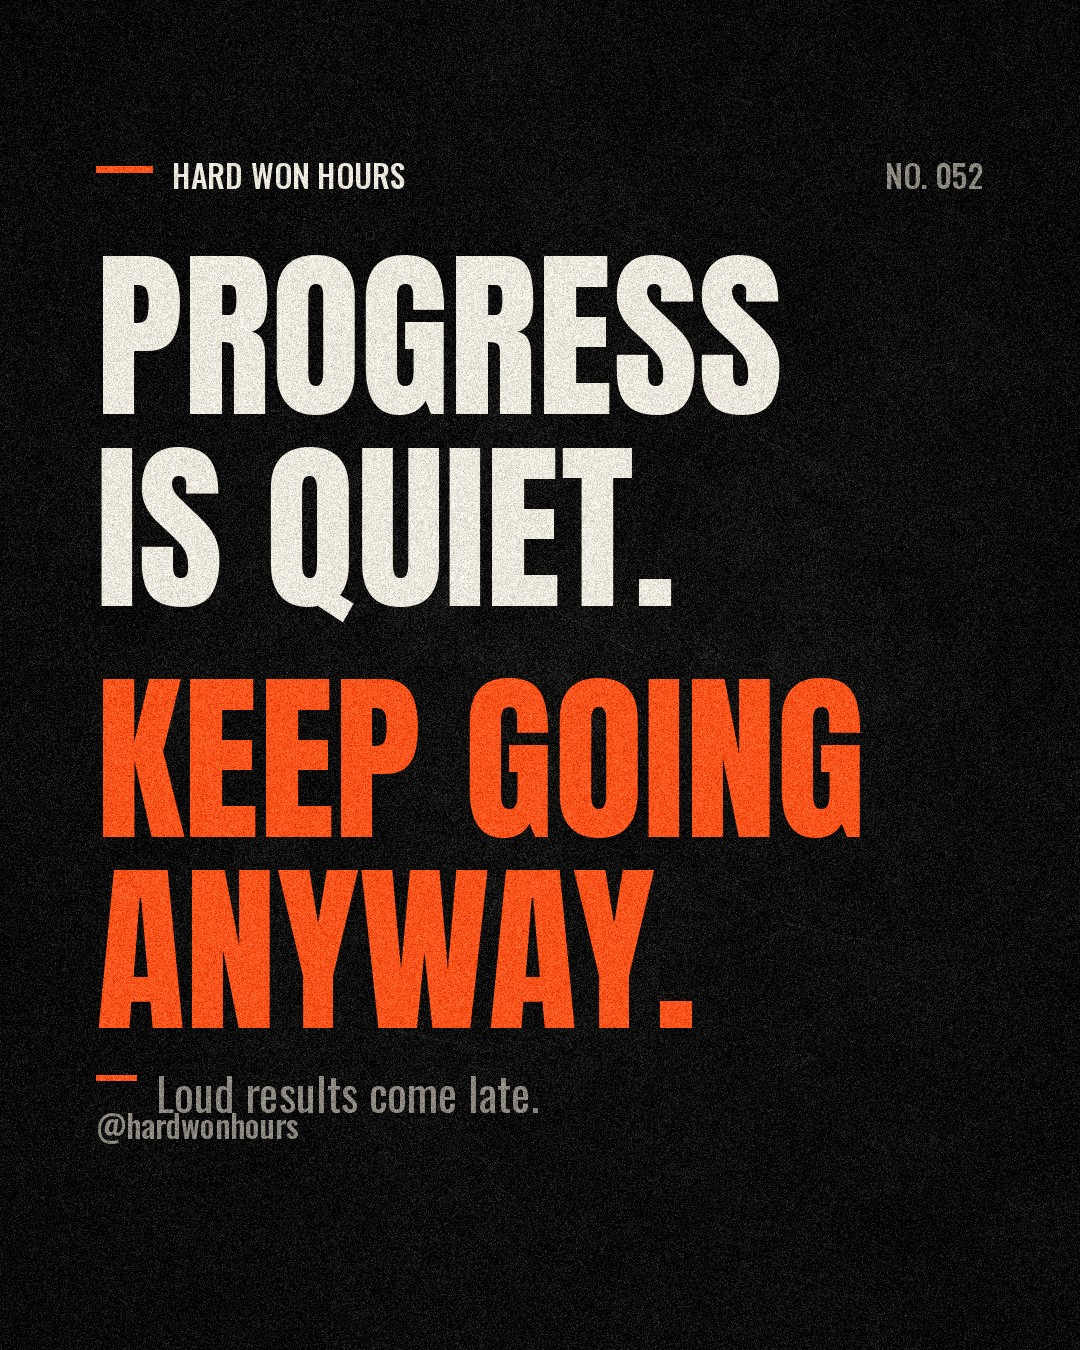 HARD WON HOURS
NO. 052
PROGRESS
IS QUIET.
KEEP GOING
ANYWAY.
Loud results come late.
@hardwonhours